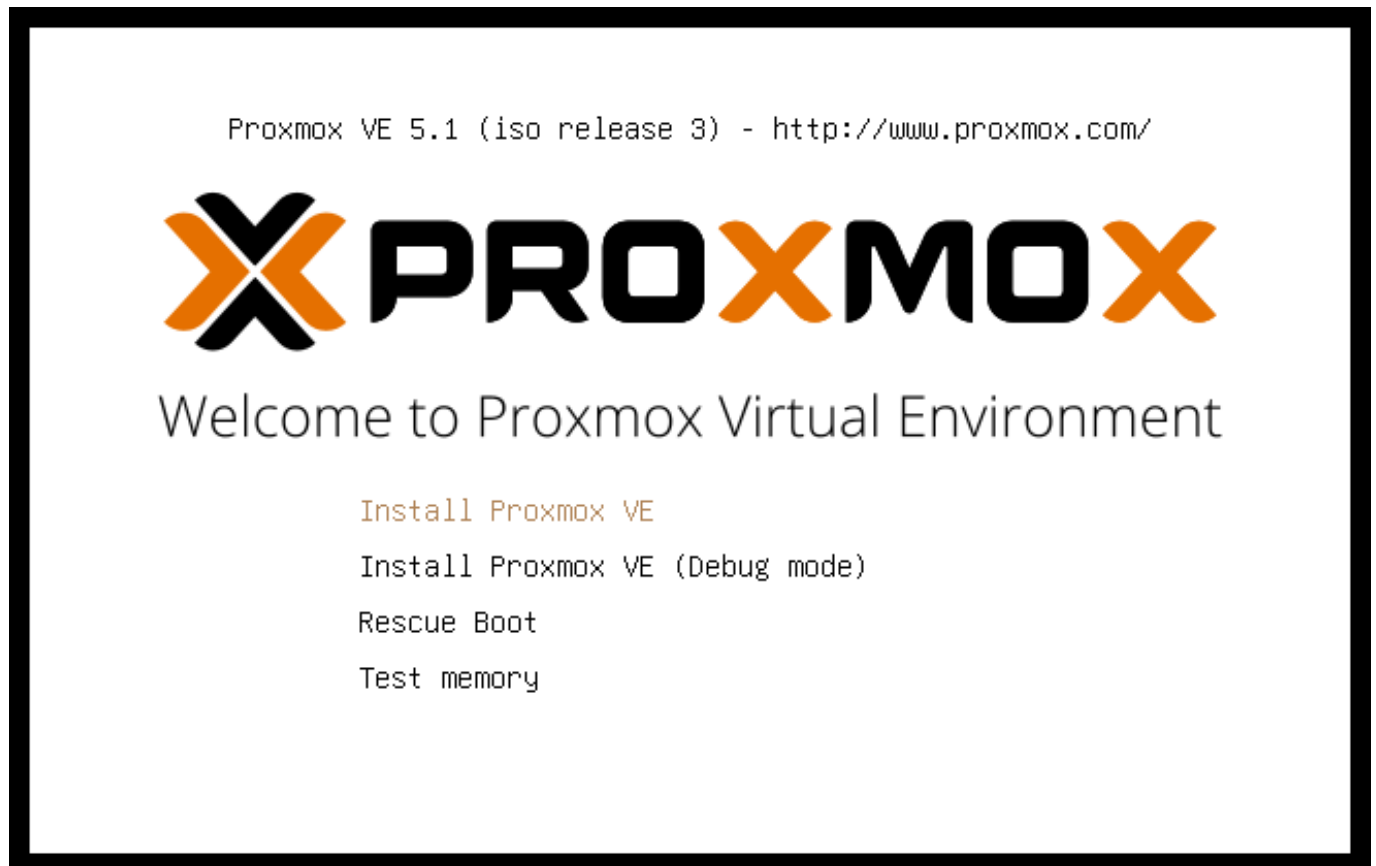 Proxmox VE 5.1 (iso release 3) - http://www.proxmox.com/
PROXMOX
Welcome to Proxmox Virtual Environment
Install Proxmox VE
Install Proxmox VE (Debug mode)
Rescue Boot
Test memory